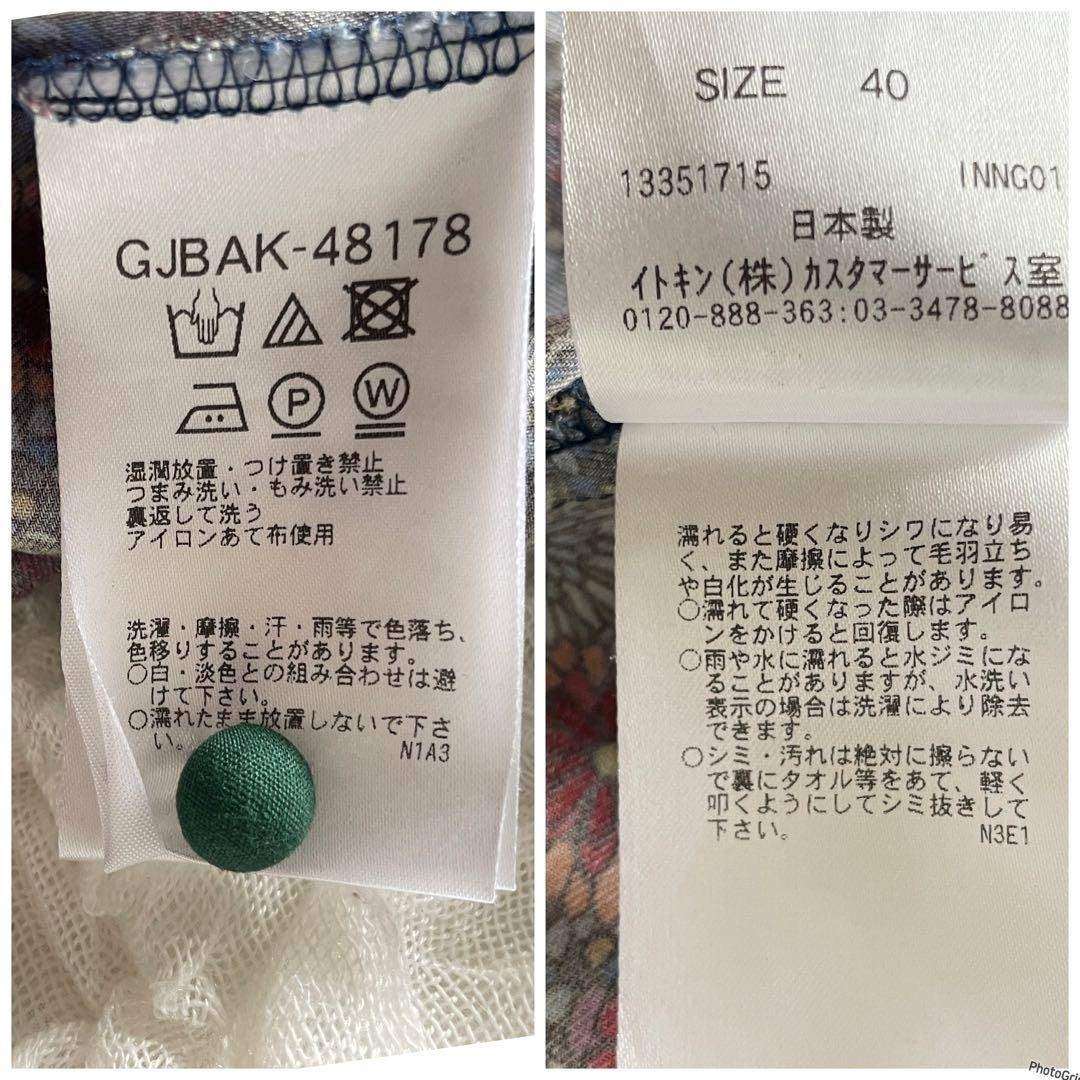 GJBAK-48178
P
W
湿潤放置・つけ置き禁止
つまみ洗い・もみ洗い禁止
裏返して洗う
アイロンあて布使用
洗濯・摩擦・汗・雨等で色落ち、
色移りすることがあります。
○白・淡色との組み合わせは避
けて下さい。
○濡れたまま放置しないで下さ
い。
N1A3
SIZE 40
13351715 INNG01
日本製
イトキン(株)カスタマーサービス室
0120-888-363:03-3478-8088
濡れると硬くなりシワになり易
く、また摩擦によって毛羽立ち
や白化が生じることがあります。
○濡れて硬くなった際はアイロ
ンをかけると回復します。
○雨や水に濡れると水ジミにな
ることがありますが、水洗い
表示の場合は洗濯により除去
できます。
○シミ・汚れは絶対に擦らない
で裏にタオル等をあて、軽く
叩くようにしてシミ抜きして
下さい。
N3E1
PhotoGri